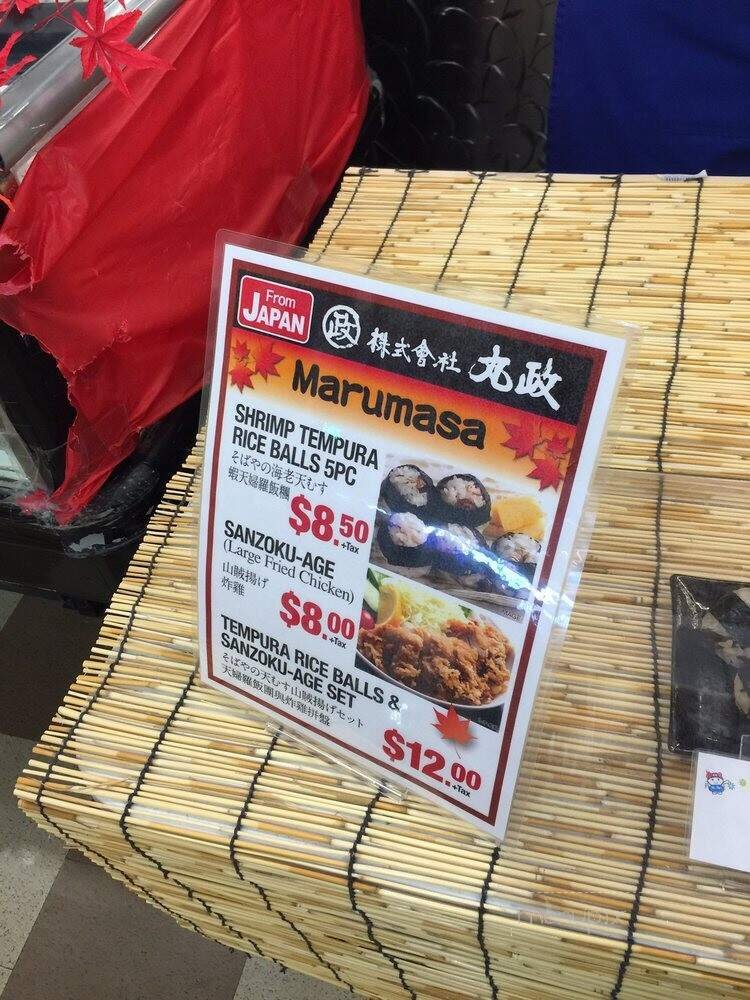 From
JAPAN
政 株式會社 丸政
Marumasa
SHRIMP TEMPURA
RICE BALLS 5PC
そばやの海老天むす
蝦天婦羅飯糰
$8.50
+Tax
SANZOKU-AGE
(Large Fried Chicken)
山賊揚げ
炸雞
$8.00
+Tax
TEMPURA RICE BALLS &
SANZOKU-AGE SET
そばやの天むす山賊揚げセット
天婦羅飯團與炸雞拼盤
$12.00
+Tax